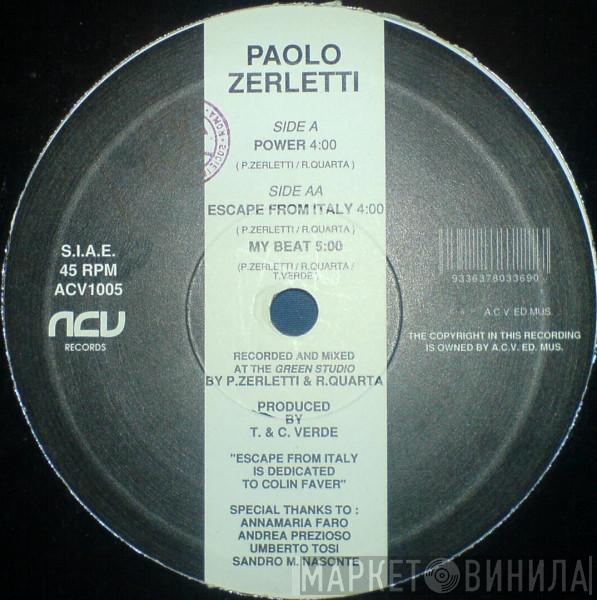 PAOLO
ZERLETTI
SIDE A
POWER 4:00
( P.ZERLETTI / R.QUARTA )
SIDE AA
ESCAPE FROM ITALY 4:00
( P.ZERLETTI / R.QUARTA )
MY BEAT 5:00
(P.ZERLETTI / R.QUARTA /
T.VERDE )
S.I.A.E.
45 RPM
ACV1005
ACV
RECORDS
9336378033690
A.C.V. ED.MUS.
THE COPYRIGHT IN THIS RECORDING
IS OWNED BY A.C.V. ED. MUS.
RECORDED AND MIXED
AT THE GREEN STUDIO
BY P.ZERLETTI & R.QUARTA
PRODUCED
BY
T. & C. VERDE
"ESCAPE FROM ITALY
IS DEDICATED
TO COLIN FAVER"
SPECIAL THANKS TO :
ANNAMARIA FARO
ANDREA PREZIOSO
UMBERTO TOSI
SANDRO M. NASONTE
МАРКЕТ ВИНИЛА